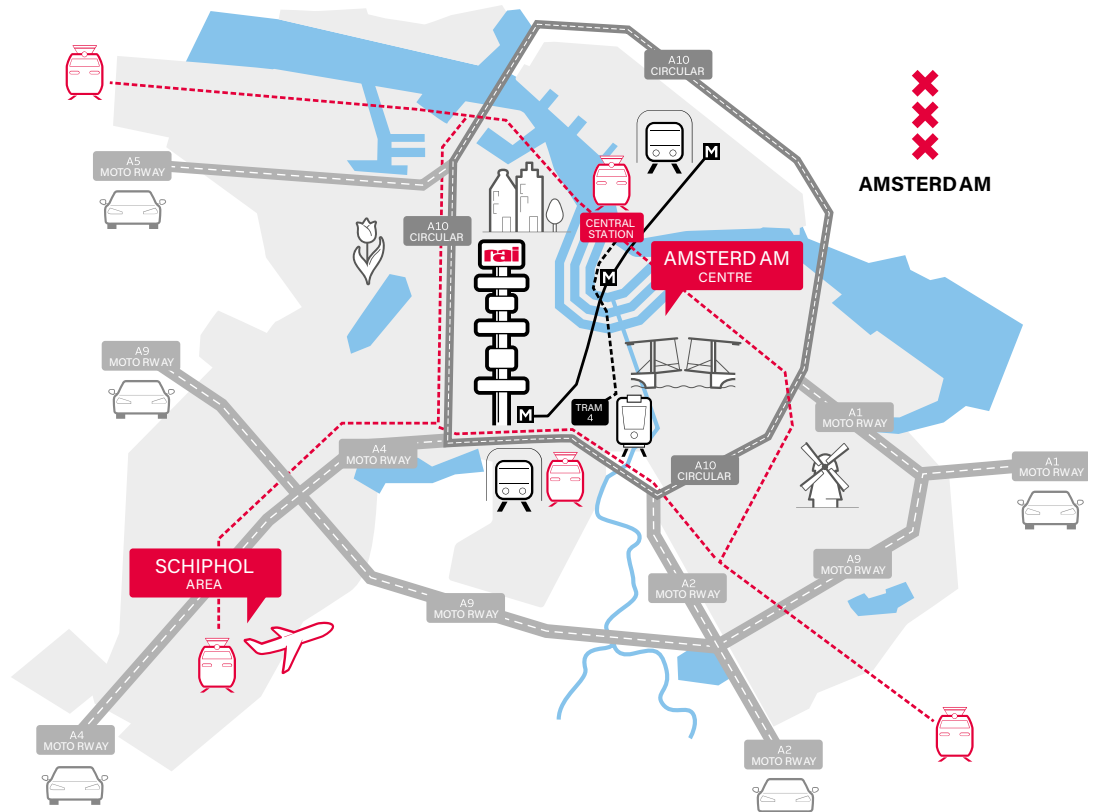 A10
CIRCULAR
A5
MOTO RWAY
AMSTERD AM
A10
CIRCULAR
CENTRAL
STATION
rai
AMSTERD AM
CENTRE
M
M
A9
MOTO RWAY
TRAM
4
M
A1
MOTO RWAY
A4
MOTO RWAY
A10
CIRCULAR
A1
MOTO RWAY
SCHIPHOL
AREA
A9
MOTO RWAY
A2
MOTO RWAY
A9
MOTO RWAY
A4
MOTO RWAY
A2
MOTO RWAY